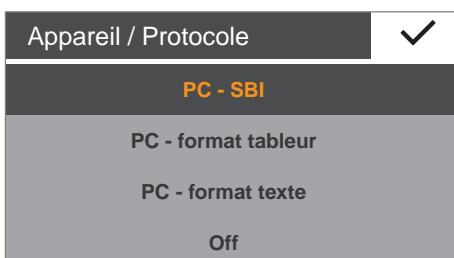 Appareil / Protocole
PC - SBI
PC - format tableur
PC - format texte
Off